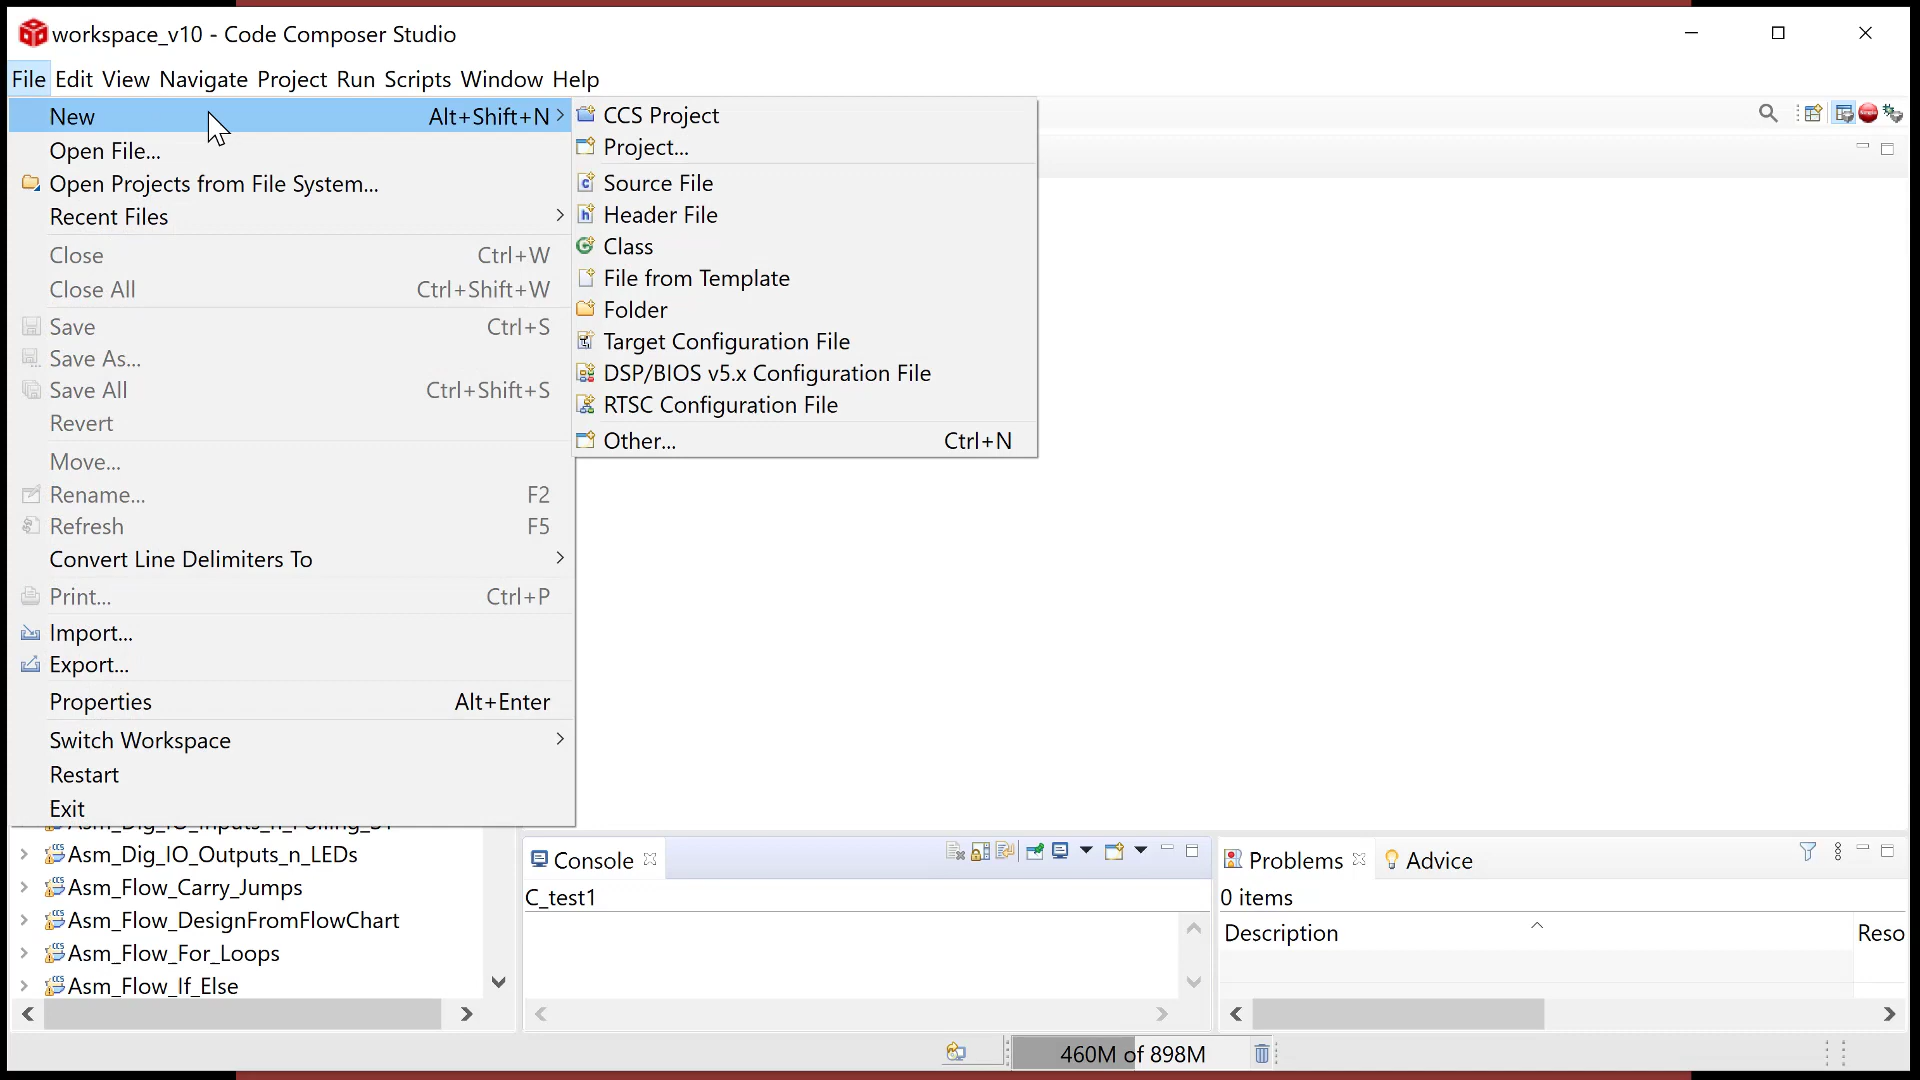 workspace_v10 - Code Composer Studio
File Edit View Navigate Project Run Scripts Window Help
New Alt+Shift+N
Open File...
Open Projects from File System...
Recent Files
Close Ctrl+W
Close All Ctrl+Shift+W
Save Ctrl+S
Save As...
Save All Ctrl+Shift+S
Revert
Move...
Rename... F2
Refresh F5
Convert Line Delimiters To
Print... Ctrl+P
Import...
Export...
Properties Alt+Enter
Switch Workspace
Restart
Exit
CCS Project
Project...
Source File
Header File
Class
File from Template
Folder
Target Configuration File
DSP/BIOS v5.x Configuration File
RTSC Configuration File
Other... Ctrl+N
Asm_Dig_IO_Outputs_n_LEDs
Asm_Flow_Carry_Jumps
Asm_Flow_DesignFromFlowChart
Asm_Flow_For_Loops
Asm_Flow_If_Else
Console
C_test1
Problems Advice
0 items
Description Reso
460M of 898M